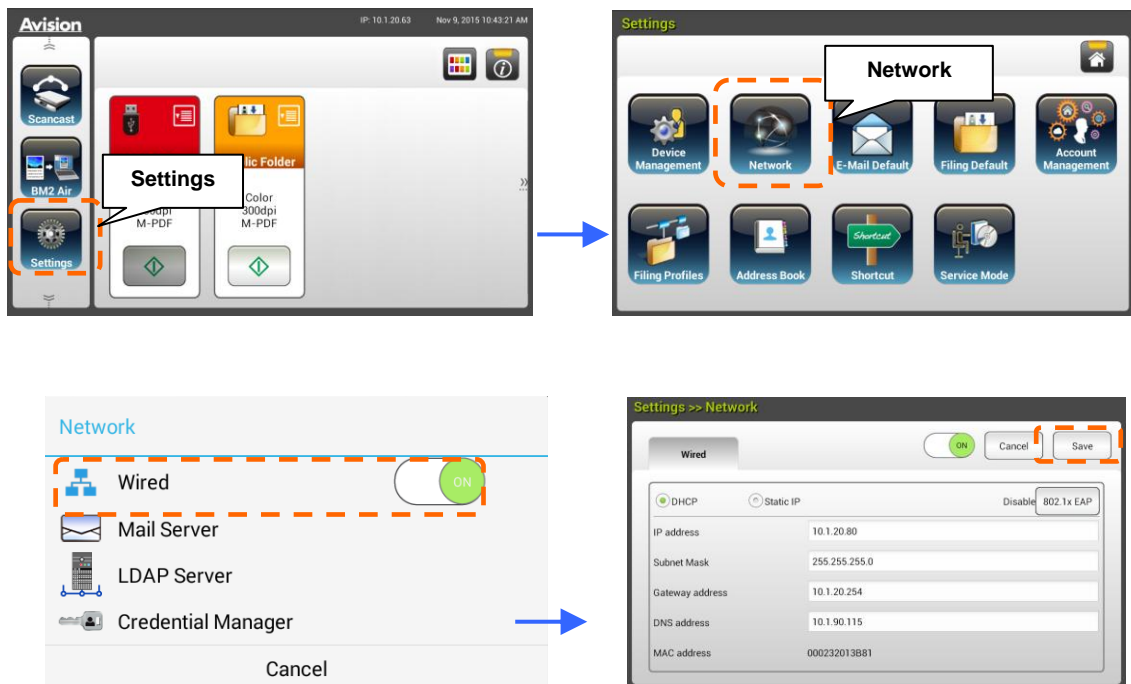 Avision
IP: 10.1.20.63 Nov 9, 2015 10:43:21 AM
Scancast
BM2 Air
Settings
Settings
lic Folder
Color
300dpi
M-PDF
M-PDF
Settings
Network
Device
Management
Network
E-Mail Default
Filing Default
Account
Management
Filing Profiles
Address Book
Shortcut
Shortcut
Service Mode
Network
Wired ON
Mail Server
LDAP Server
Credential Manager
Cancel
Settings >> Network
Wired
ON Cancel Save
DHCP Static IP Disable 802.1x EAP
IP address 10.1.20.80
Subnet Mask 255.255.255.0
Gateway address 10.1.20.254
DNS address 10.1.90.115
MAC address 000232013B81